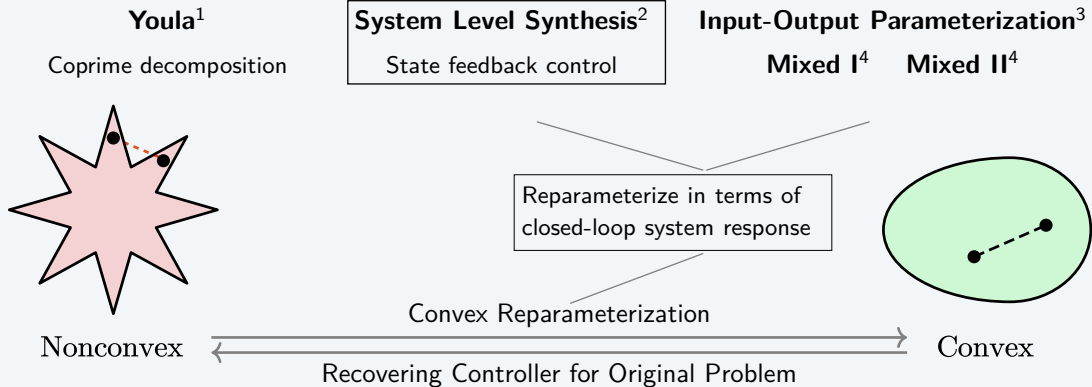 Youla¹ System Level Synthesis² Input-Output Parameterization³
Coprime decomposition State feedback control Mixed I⁴ Mixed II⁴
Reparameterize in terms of
closed-loop system response
Convex Reparameterization
Nonconvex Convex
Recovering Controller for Original Problem